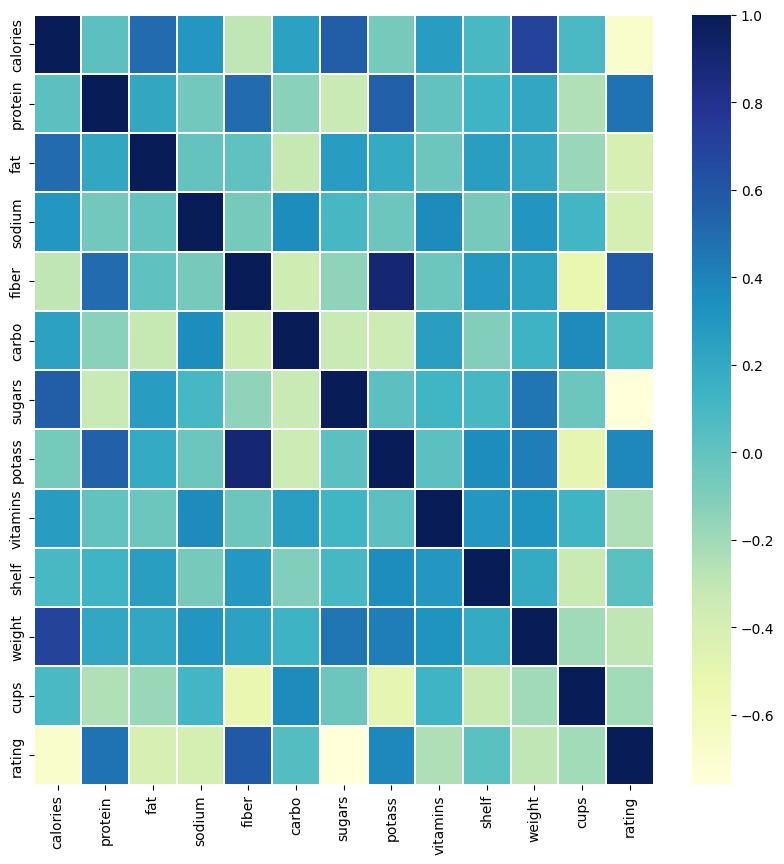 calories
protein
fat
sodium
fiber
carbo
sugars
potass
vitamins
shelf
weight
cups
rating
calories
protein
fat
sodium
fiber
carbo
sugars
potass
vitamins
shelf
weight
cups
rating
1.0
0.8
0.6
0.4
0.2
0.0
−0.2
−0.4
−0.6